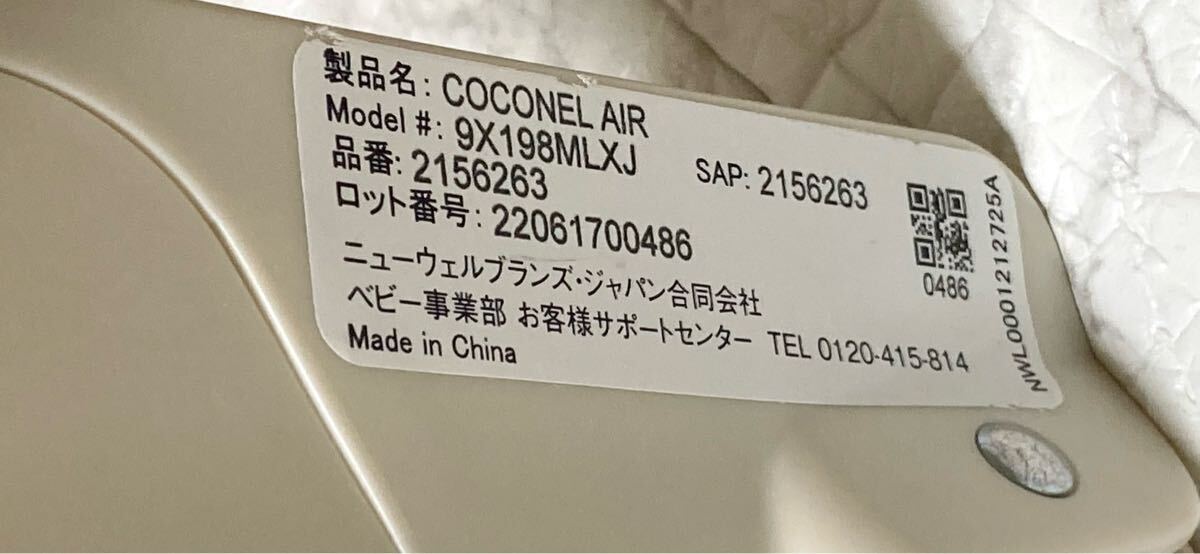 製品名: COCONEL AIR
Model #: 9X198MLXJ
品番: 2156263 SAP: 2156263
ロット番号: 22061700486
ニューウェルブランズ・ジャパン合同会社
ベビー事業部 お客様サポートセンター TEL 0120-415-814
Made in China
0486
NWL0001212725A